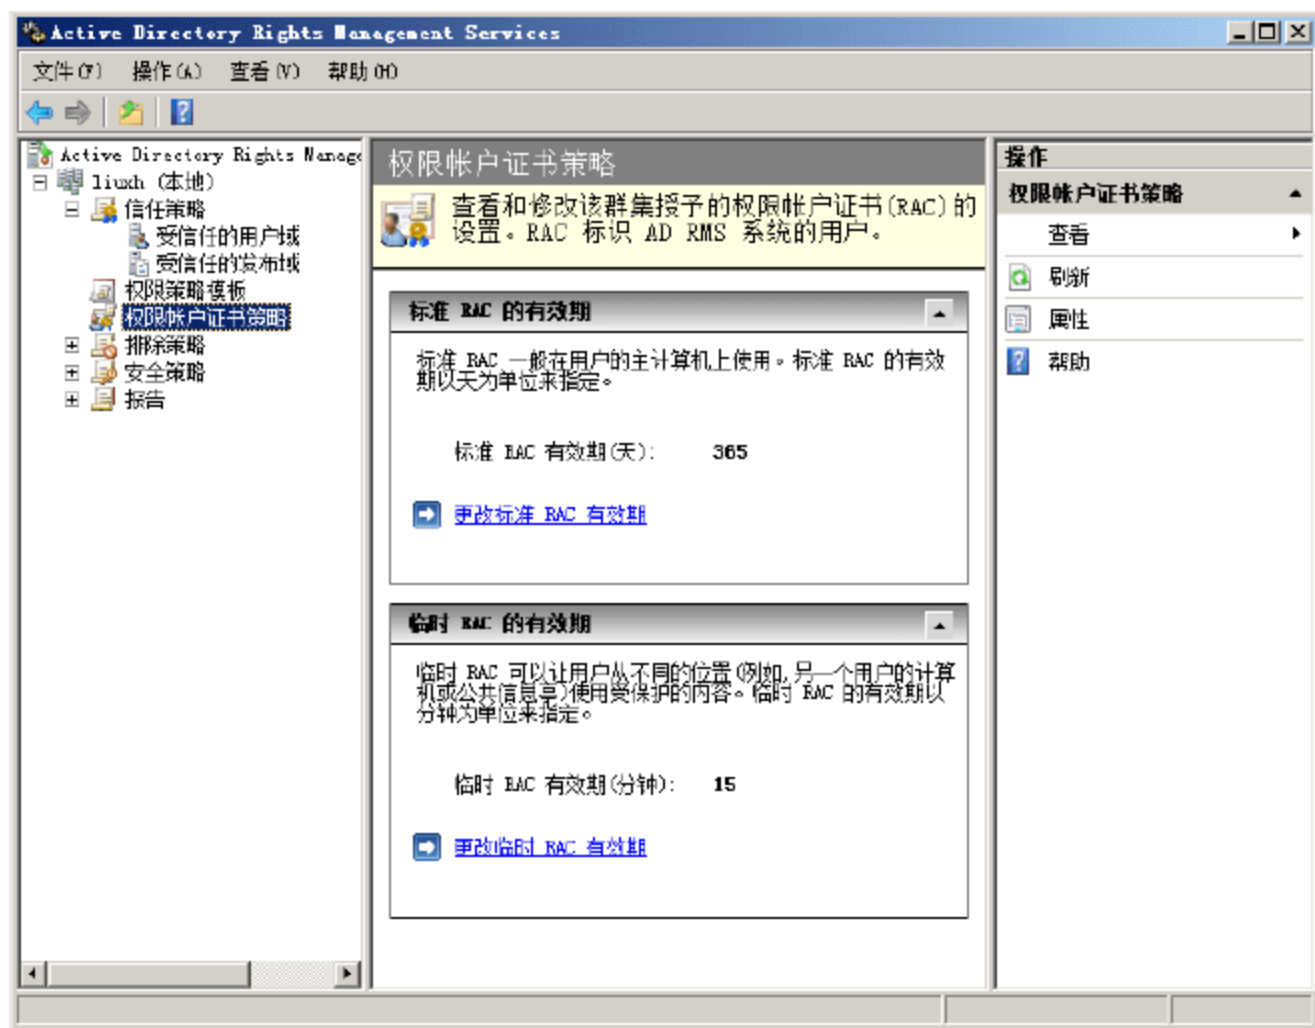 Active Directory Rights Management Services
文件(F) 操作(A) 查看(V) 帮助(H)
Active Directory Rights Manage
liuxh (本地)
信任策略
受信任的用户域
受信任的发布域
权限策略模板
权限帐户证书策略
排除策略
安全策略
报告
权限帐户证书策略
查看和修改该群集授予的权限帐户证书(RAC)的
设置。RAC 标识 AD RMS 系统的用户。
标准 RAC 的有效期
标准 RAC 一般在用户的主计算机上使用。标准 RAC 的有效
期以天为单位来指定。
标准 RAC 有效期(天): 365
更改标准 RAC 有效期
临时 RAC 的有效期
临时 RAC 可以让用户从不同的位置(例如,另一个用户的计算
机或公共信息亭)使用受保护的内容。临时 RAC 的有效期以
分钟为单位来指定。
临时 RAC 有效期(分钟): 15
更改临时 RAC 有效期
操作
权限帐户证书策略
查看
刷新
属性
帮助